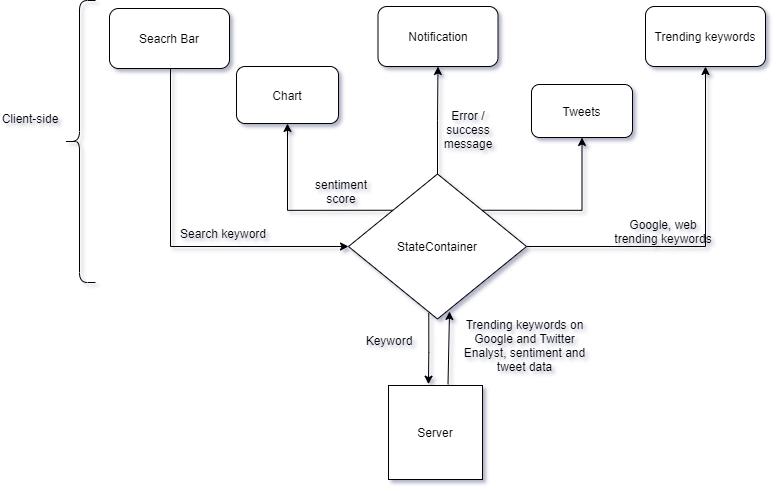 Seacrh Bar
Notification
Trending keywords
Chart
Tweets
Client-side
Error /
success
message
sentiment
score
Search keyword
StateContainer
Google, web
trending keywords
Keyword
Trending keywords on
Google and Twitter
Enalyst, sentiment and
tweet data
Server